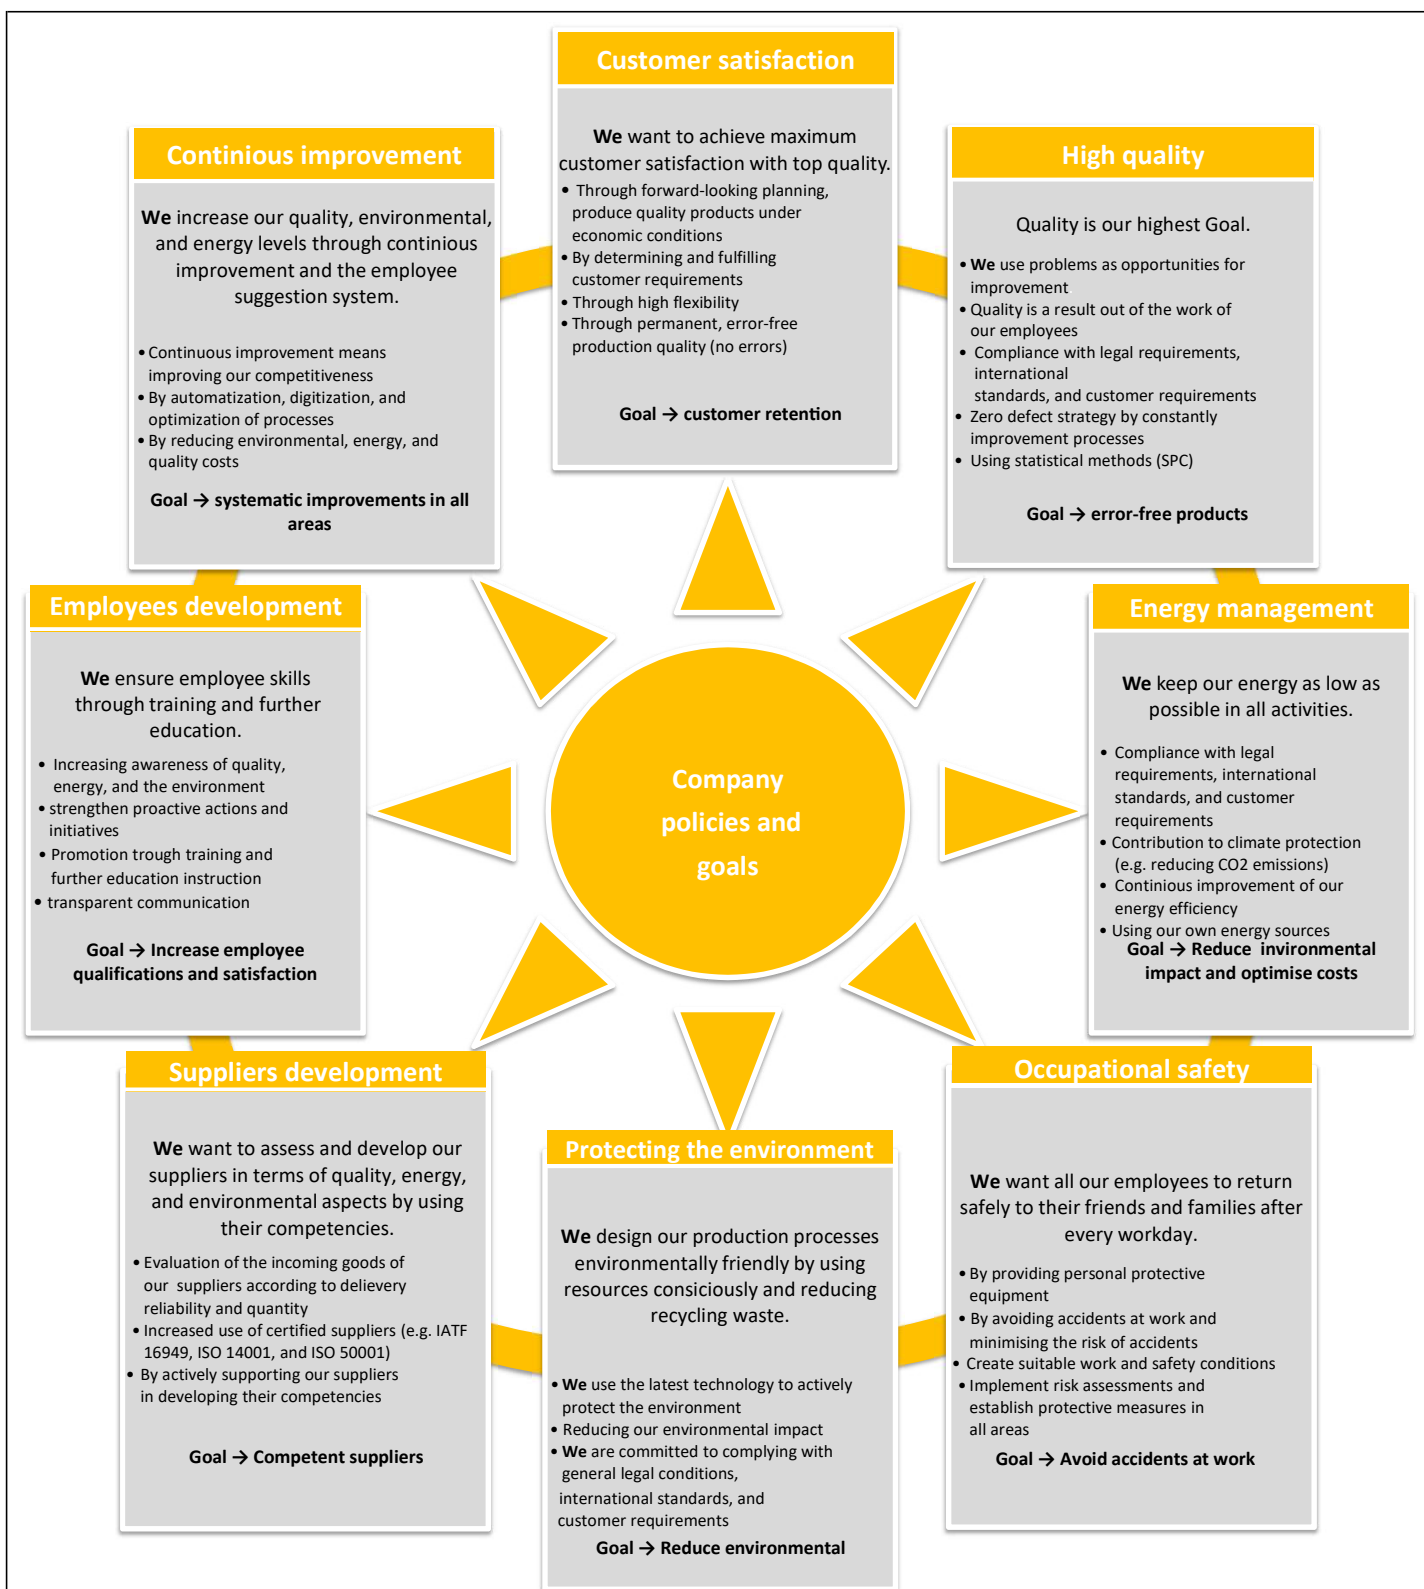 Customer satisfaction
We want to achieve maximum
customer satisfaction with top quality.
• Through forward-looking planning,
produce quality products under
economic conditions
• By determining and fulfilling
customer requirements
• Through high flexibility
• Through permanent, error-free
production quality (no errors)
Goal → customer retention
High quality
Quality is our highest Goal.
• We use problems as opportunities for
improvement
• Quality is a result out of the work of
our employees
• Compliance with legal requirements,
international
standards, and customer requirements
• Zero defect strategy by constantly
improvement processes
• Using statistical methods (SPC)
Goal → error-free products
Energy management
We keep our energy as low as
possible in all activities.
• Compliance with legal
requirements, international
standards, and customer
requirements
• Contribution to climate protection
(e.g. reducing CO2 emissions)
• Continious improvement of our
energy efficiency
• Using our own energy sources
Goal → Reduce invironmental
impact and optimise costs
Occupational safety
We want all our employees to return
safely to their friends and families after
every workday.
• By providing personal protective
equipment
• By avoiding accidents at work and
minimising the risk of accidents
• Create suitable work and safety conditions
• Implement risk assessments and
establish protective measures in
all areas
Goal → Avoid accidents at work
Protecting the environment
We design our production processes
environmentally friendly by using
resources consiciously and reducing
recycling waste.
• We use the latest technology to actively
protect the environment
• Reducing our environmental impact
• We are committed to complying with
general legal conditions,
international standards, and
customer requirements
Goal → Reduce environmental
Suppliers development
We want to assess and develop our
suppliers in terms of quality, energy,
and environmental aspects by using
their competencies.
• Evaluation of the incoming goods of
our suppliers according to delievery
reliability and quantity
• Increased use of certified suppliers (e.g. IATF
16949, ISO 14001, and ISO 50001)
• By actively supporting our suppliers
in developing their competencies
Goal → Competent suppliers
Employees development
We ensure employee skills
through training and further
education.
• Increasing awareness of quality,
energy, and the environment
• strengthen proactive actions and
initiatives
• Promotion trough training and
further education instruction
• transparent communication
Goal → Increase employee
qualifications and satisfaction
Continious improvement
We increase our quality, environmental,
and energy levels through continious
improvement and the employee
suggestion system.
• Continuous improvement means
improving our competitiveness
• By automatization, digitization, and
optimization of processes
• By reducing environmental, energy, and
quality costs
Goal → systematic improvements in all
areas
Company
policies and
goals